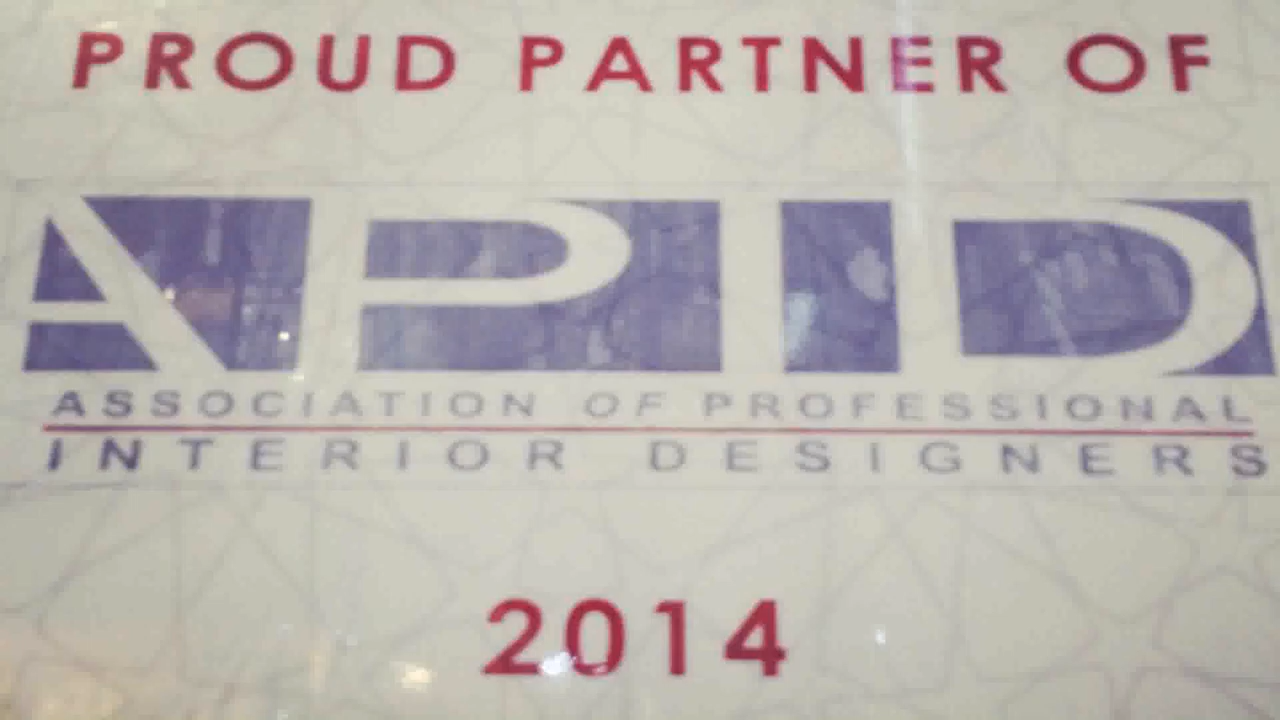 PROUD PARTNER OF
APID
ASSOCIATION OF PROFESSIONAL
INTERIOR DESIGNERS
2014